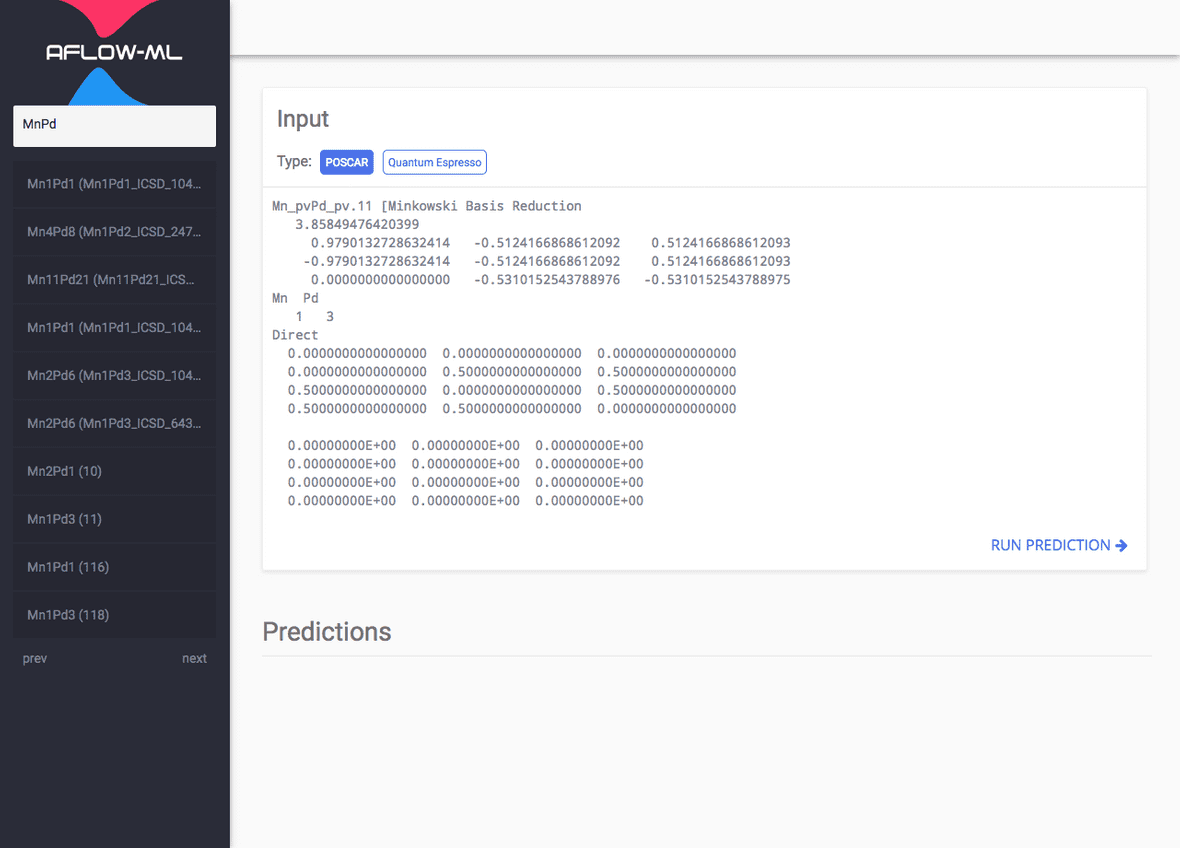 AFLOW-ML
MnPd
Mn1Pd1 (Mn1Pd1_ICSD_104...
Mn4Pd8 (Mn1Pd2_ICSD_247...
Mn11Pd21 (Mn11Pd21_ICS...
Mn1Pd1 (Mn1Pd1_ICSD_104...
Mn2Pd6 (Mn1Pd3_ICSD_104...
Mn2Pd6 (Mn1Pd3_ICSD_643...
Mn2Pd1 (10)
Mn1Pd3 (11)
Mn1Pd1 (116)
Mn1Pd3 (118)
prev next
Input
Type: POSCAR Quantum Espresso
Mn_pvPd_pv.11 [Minkowski Basis Reduction
3.85849476420399
0.9790132728632414 -0.5124166868612092 0.5124166868612093
-0.9790132728632414 -0.5124166868612092 0.5124166868612093
0.0000000000000000 -0.5310152543788976 -0.5310152543788975
Mn Pd
1 3
Direct
0.0000000000000000 0.0000000000000000 0.0000000000000000
0.0000000000000000 0.5000000000000000 0.5000000000000000
0.5000000000000000 0.0000000000000000 0.5000000000000000
0.5000000000000000 0.5000000000000000 0.0000000000000000
0.00000000E+00 0.00000000E+00 0.00000000E+00
0.00000000E+00 0.00000000E+00 0.00000000E+00
0.00000000E+00 0.00000000E+00 0.00000000E+00
0.00000000E+00 0.00000000E+00 0.00000000E+00
RUN PREDICTION
Predictions